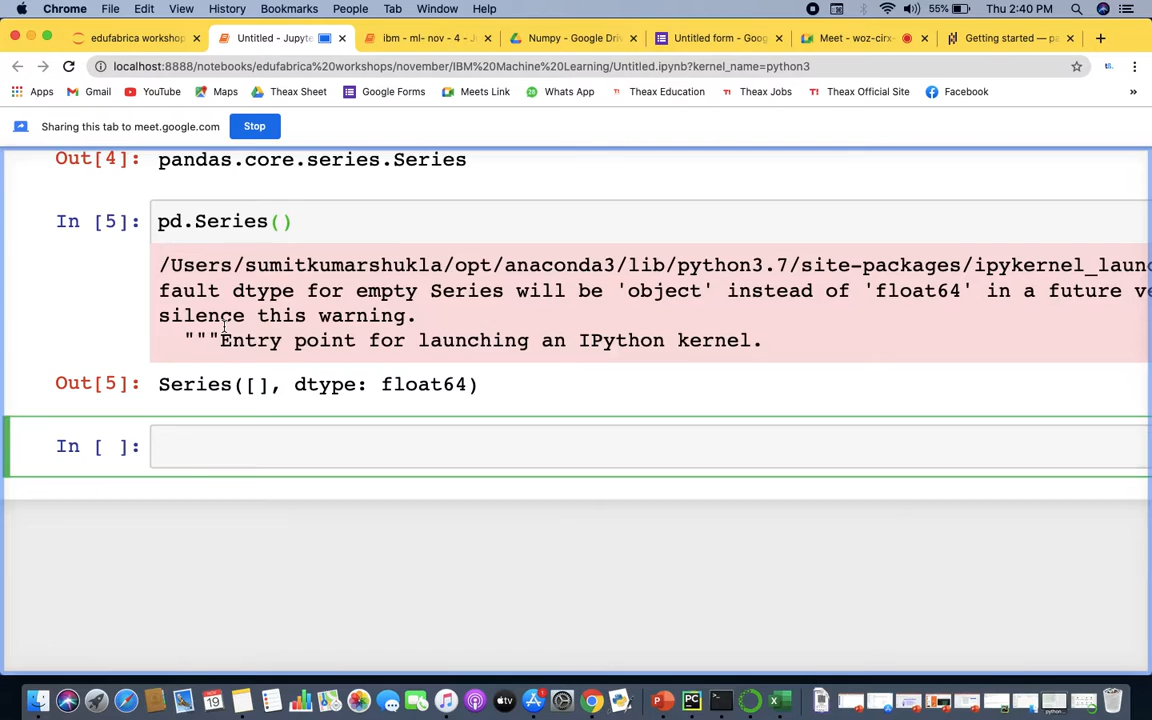 Chrome File Edit View History Bookmarks People Tab Window Help 55% Thu 2:40 PM
edufabrica workshop Untitled - Jupyte ibm - ml- nov - 4 - Ju Numpy - Google Driv Untitled form - Goog Meet - woz-cirx- Getting started — pa
localhost:8888/notebooks/edufabrica%20workshops/november/IBM%20Machine%20Learning/Untitled.ipynb?kernel_name=python3
Apps Gmail YouTube Maps Theax Sheet Google Forms Meets Link Whats App Theax Education Theax Jobs Theax Official Site Facebook »
Sharing this tab to meet.google.com Stop
Out[4]: pandas.core.series.Series
In [5]: pd.Series()
/Users/sumitkumarshukla/opt/anaconda3/lib/python3.7/site-packages/ipykernel_launc
fault dtype for empty Series will be 'object' instead of 'float64' in a future ve
silence this warning.
"""Entry point for launching an IPython kernel.
Out[5]: Series([], dtype: float64)
In [ ]: